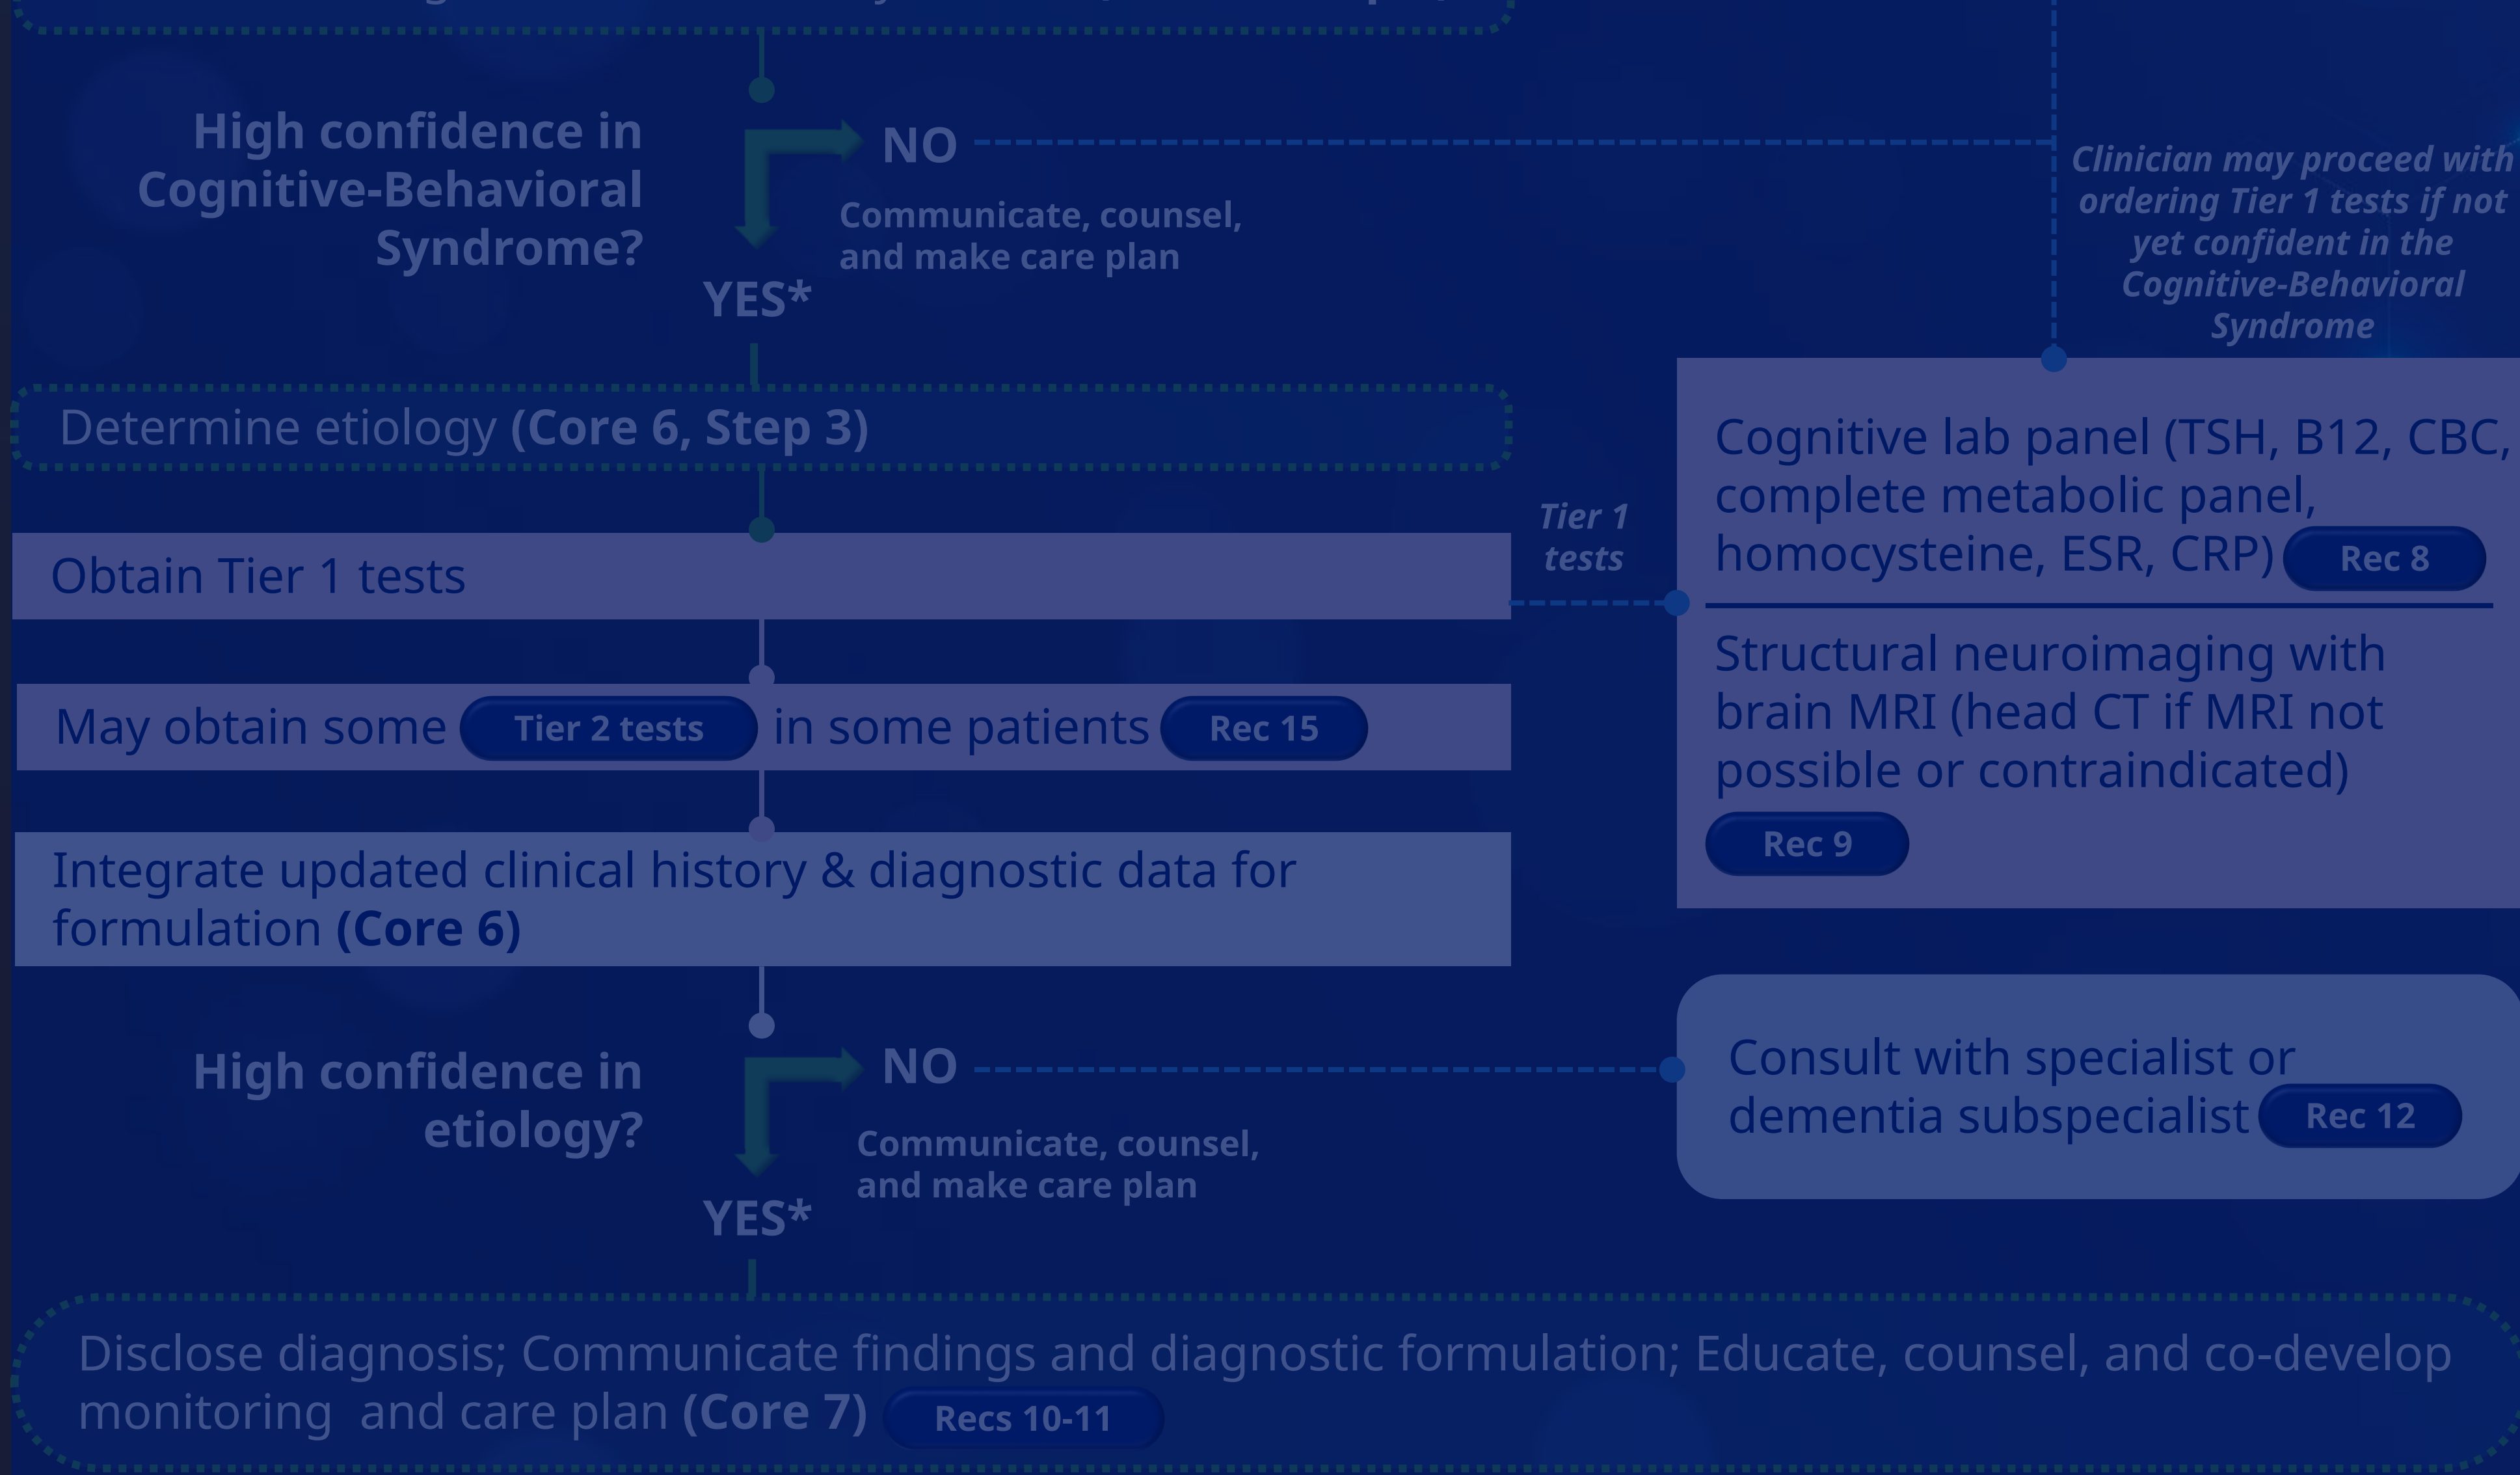 High confidence in
Cognitive-Behavioral
Syndrome?
NO
Communicate, counsel,
and make care plan
YES*
Clinician may proceed with
ordering Tier 1 tests if not
yet confident in the
Cognitive-Behavioral
Syndrome
Determine etiology (Core 6, Step 3)
Obtain Tier 1 tests
Tier 1
tests
Cognitive lab panel (TSH, B12, CBC,
complete metabolic panel,
homocysteine, ESR, CRP) Rec 8
Structural neuroimaging with
brain MRI (head CT if MRI not
possible or contraindicated)
Rec 9
May obtain some Tier 2 tests in some patients Rec 15
Integrate updated clinical history & diagnostic data for
formulation (Core 6)
High confidence in
etiology?
NO
Communicate, counsel,
and make care plan
YES*
Consult with specialist or
dementia subspecialist Rec 12
Disclose diagnosis; Communicate findings and diagnostic formulation; Educate, counsel, and co-develop
monitoring  and care plan (Core 7) Recs 10-11